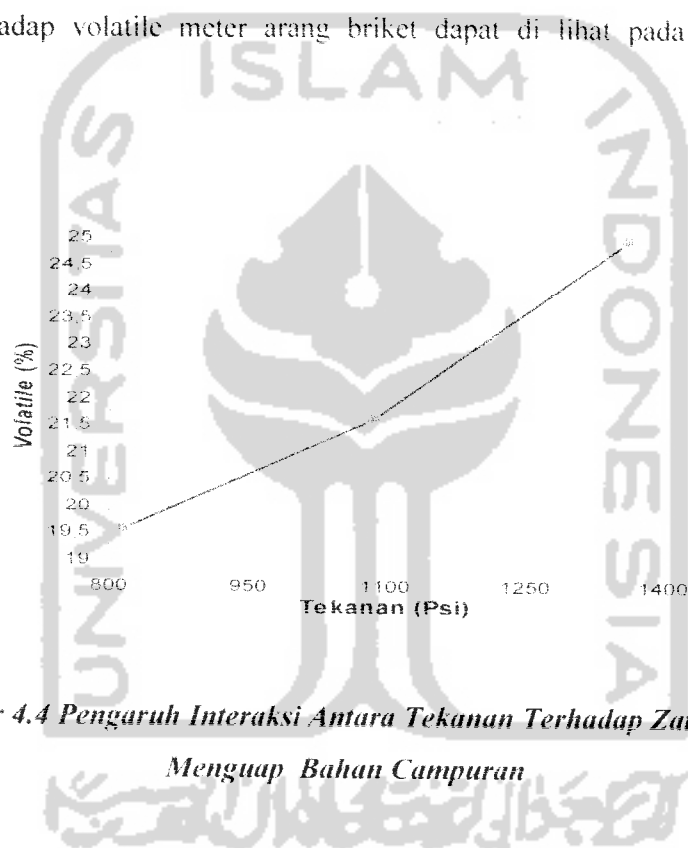 adap volatile meter arang briket dapat di lihat pada
ISLAM
UNIVERSITAS
INDONESIA
25
24,5
24
23,5
23
22,5
22
21,5
21
20,5
20
19,5
19
Volatile (%)
800 950 1100 1250 1400
Tekanan (Psi)
4.4 Pengaruh Interaksi Antara Tekanan Terhadap
Menguap Bahan Campuran